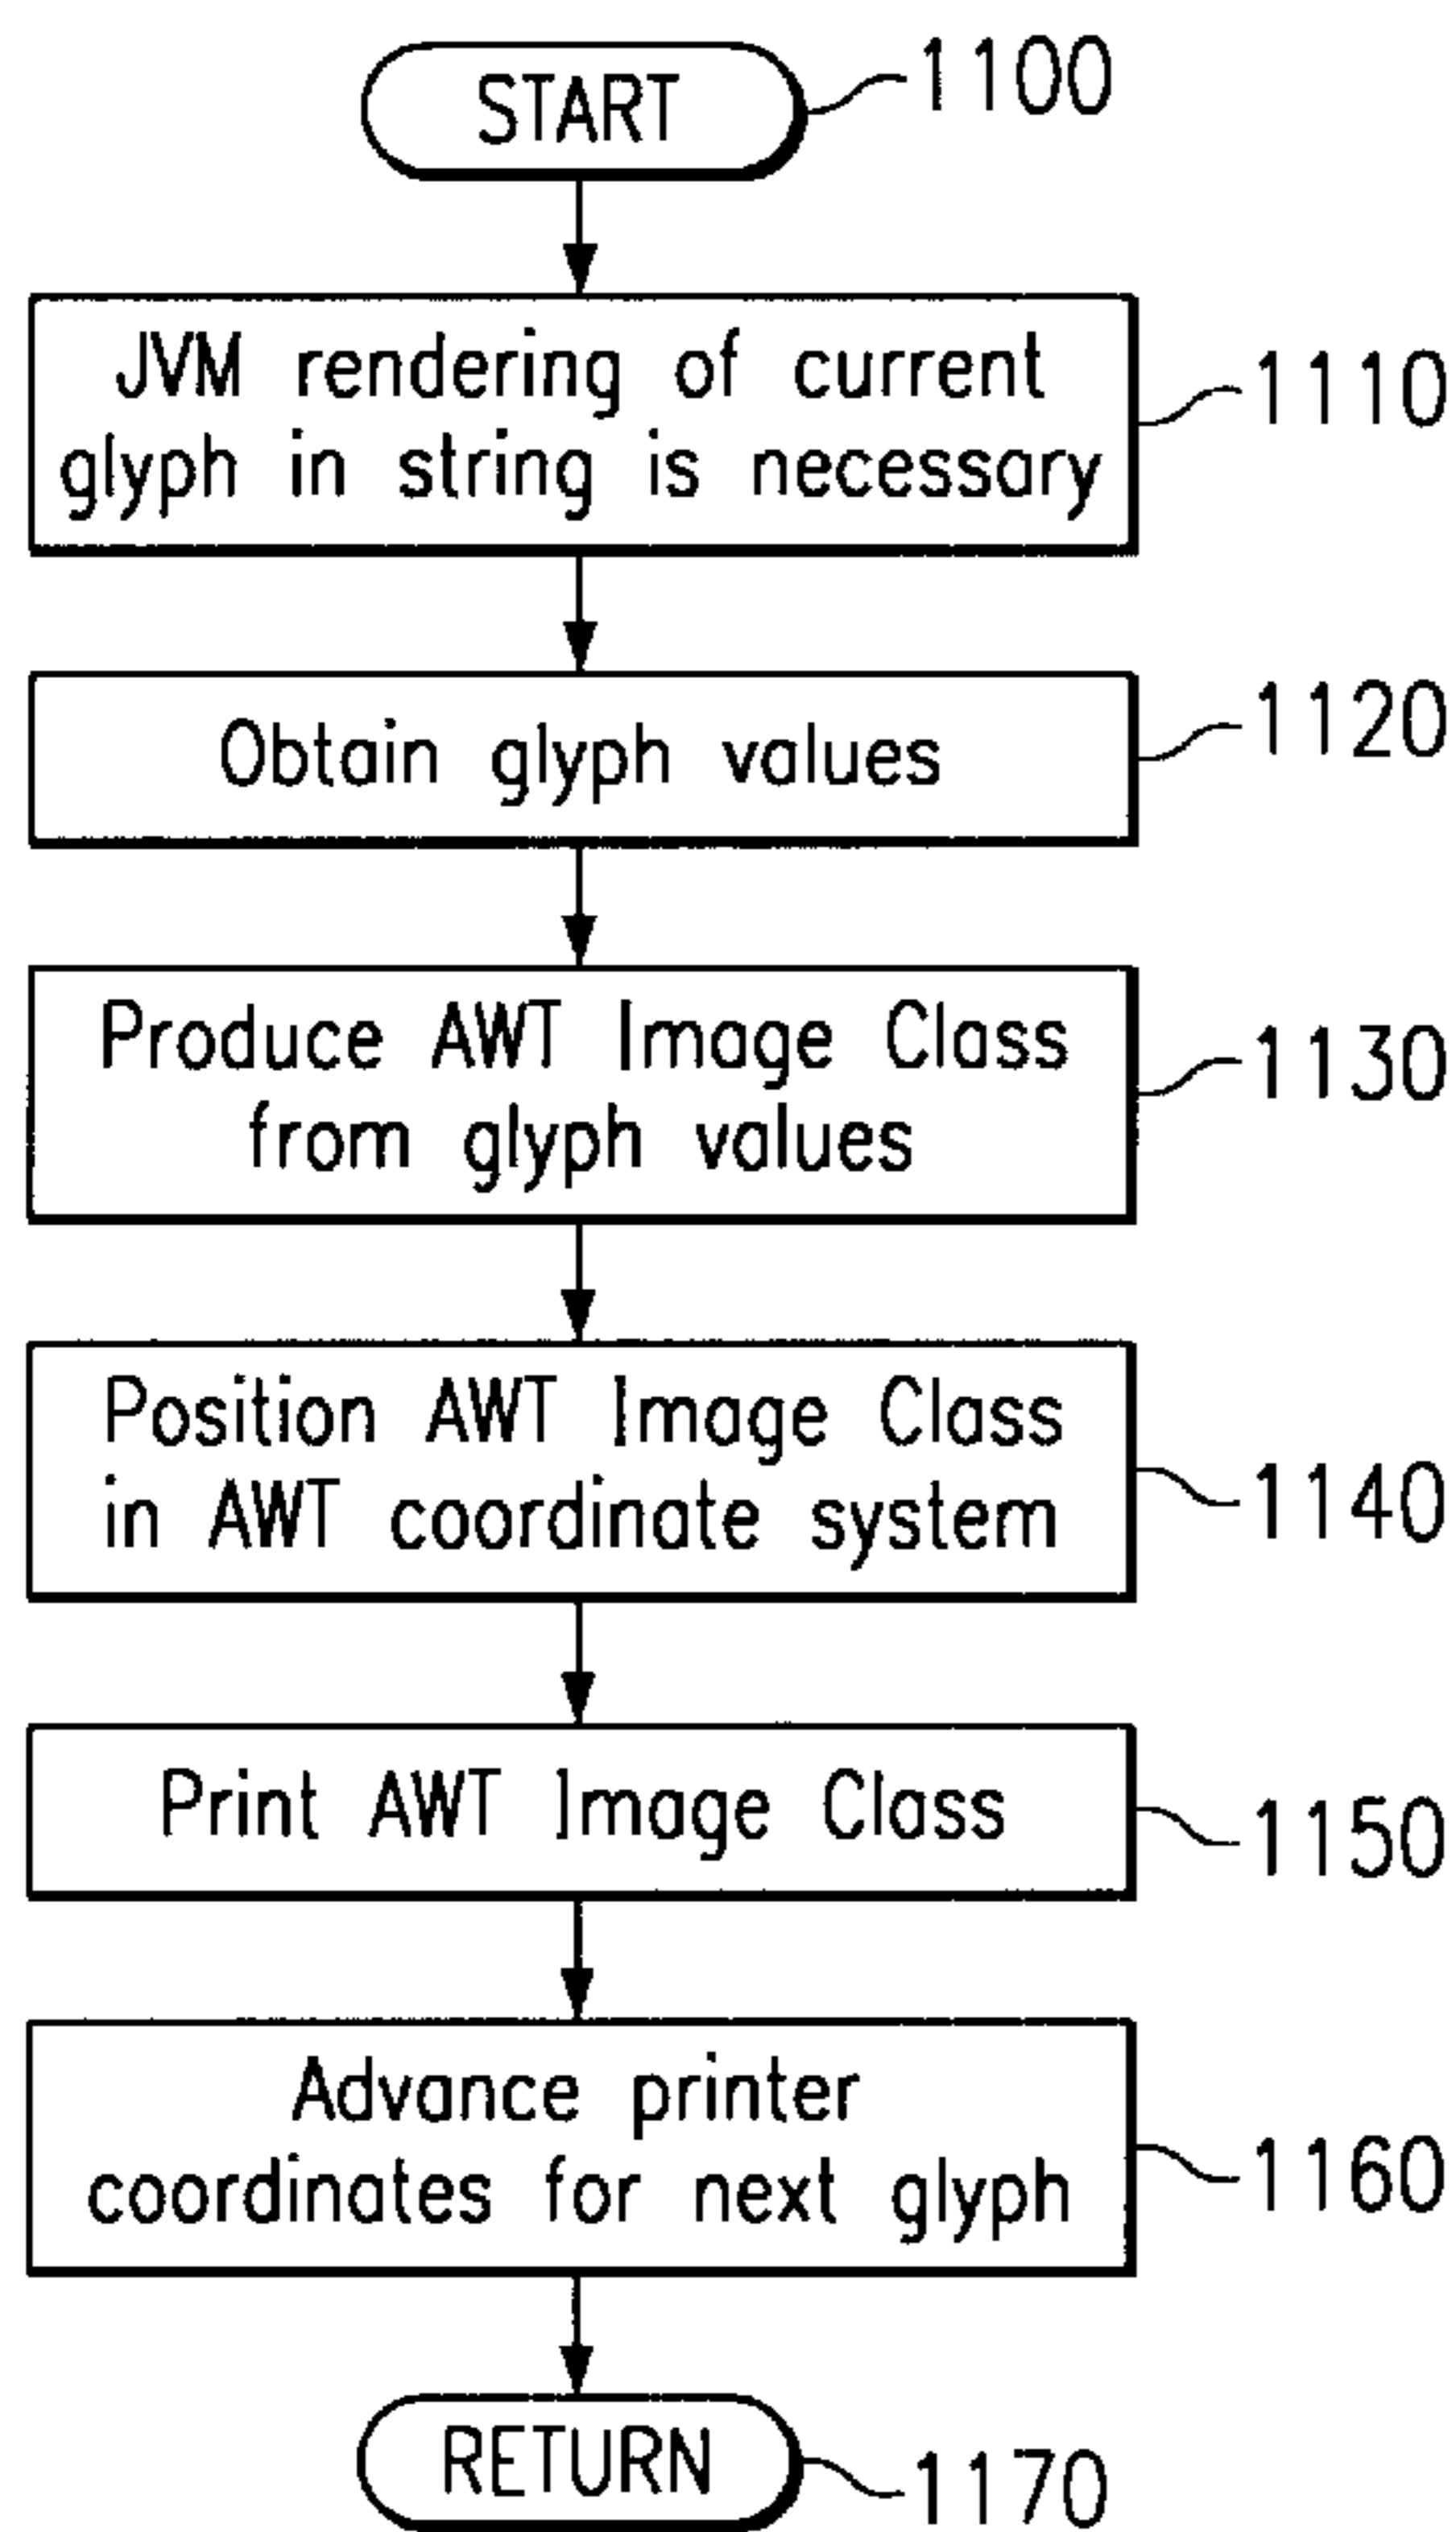 START
1100
JVM rendering of current
glyph in string is necessary
1110
Obtain glyph values
1120
Produce AWT Image Class
from glyph values
1130
Position AWT Image Class
in AWT coordinate system
1140
Print AWT Image Class
1150
Advance printer
coordinates for next glyph
1160
RETURN
1170